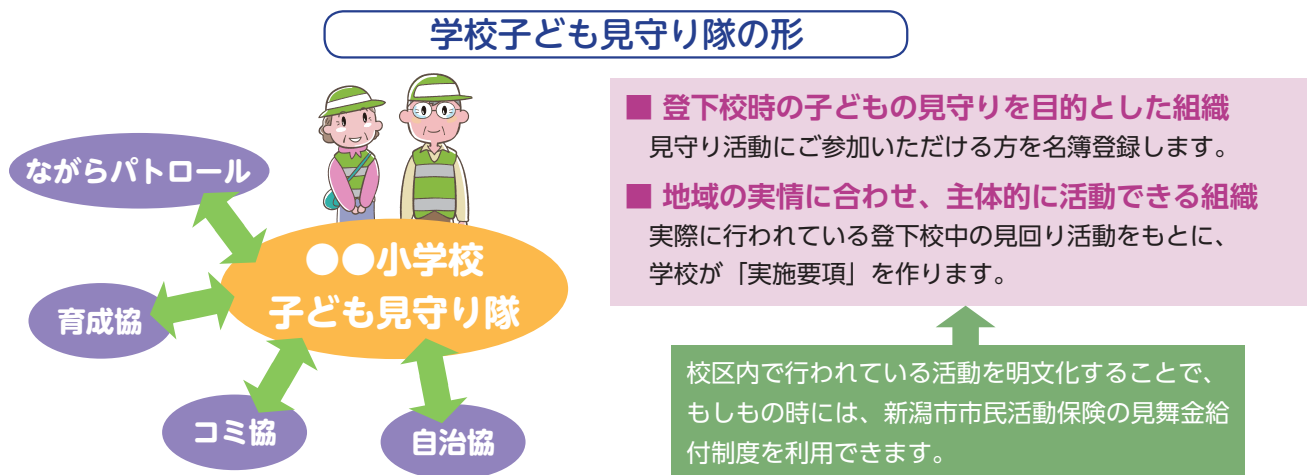 学校子ども見守り隊の形
■ 登下校時の子どもの見守りを目的とした組織
見守り活動にご参加いただける方を名簿登録します。
■ 地域の実情に合わせ、主体的に活動できる組織
実際に行われている登下校中の見回り活動をもとに、
学校が「実施要項」を作ります。
校区内で行われている活動を明文化することで、
もしもの時には、新潟市市民活動保険の見舞金給
付制度を利用できます。
ながらパトロール
●●小学校
子ども見守り隊
育成協
コミ協
自治協